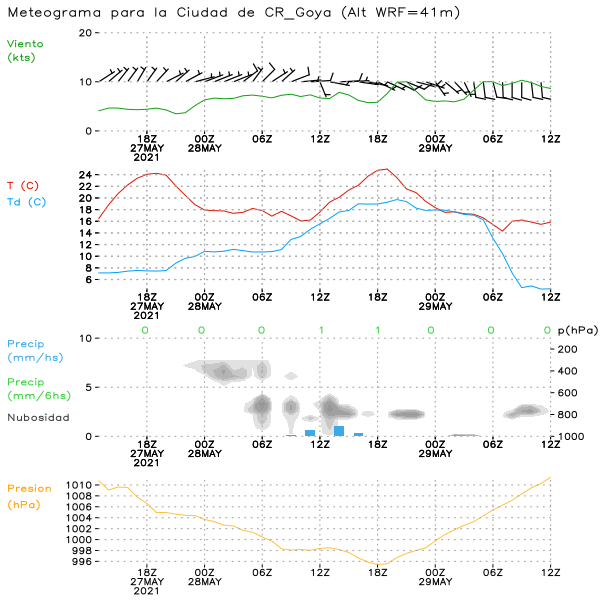 Meteograma para la Ciudad de CR_Goya (Alt WRF=41m)
Viento
(kts)
20
10
0
18Z 00Z 06Z 12Z 18Z 00Z 06Z 12Z
27MAY 28MAY 29MAY
2021
T (C)
Td (C)
24
22
20
18
16
14
12
10
8
6
18Z 00Z 06Z 12Z 18Z 00Z 06Z 12Z
27MAY 28MAY 29MAY
2021
0 0 0 1 1 0 0 0 p(hPa)
Precip
(mm/hs)
Precip
(mm/6hs)
Nubosidad
10
5
0
200
400
600
800
1000
18Z 00Z 06Z 12Z 18Z 00Z 06Z 12Z
27MAY 28MAY 29MAY
2021
Presion
(hPa)
1010
1008
1006
1004
1002
1000
998
996
18Z 00Z 06Z 12Z 18Z 00Z 06Z 12Z
27MAY 28MAY 29MAY
2021